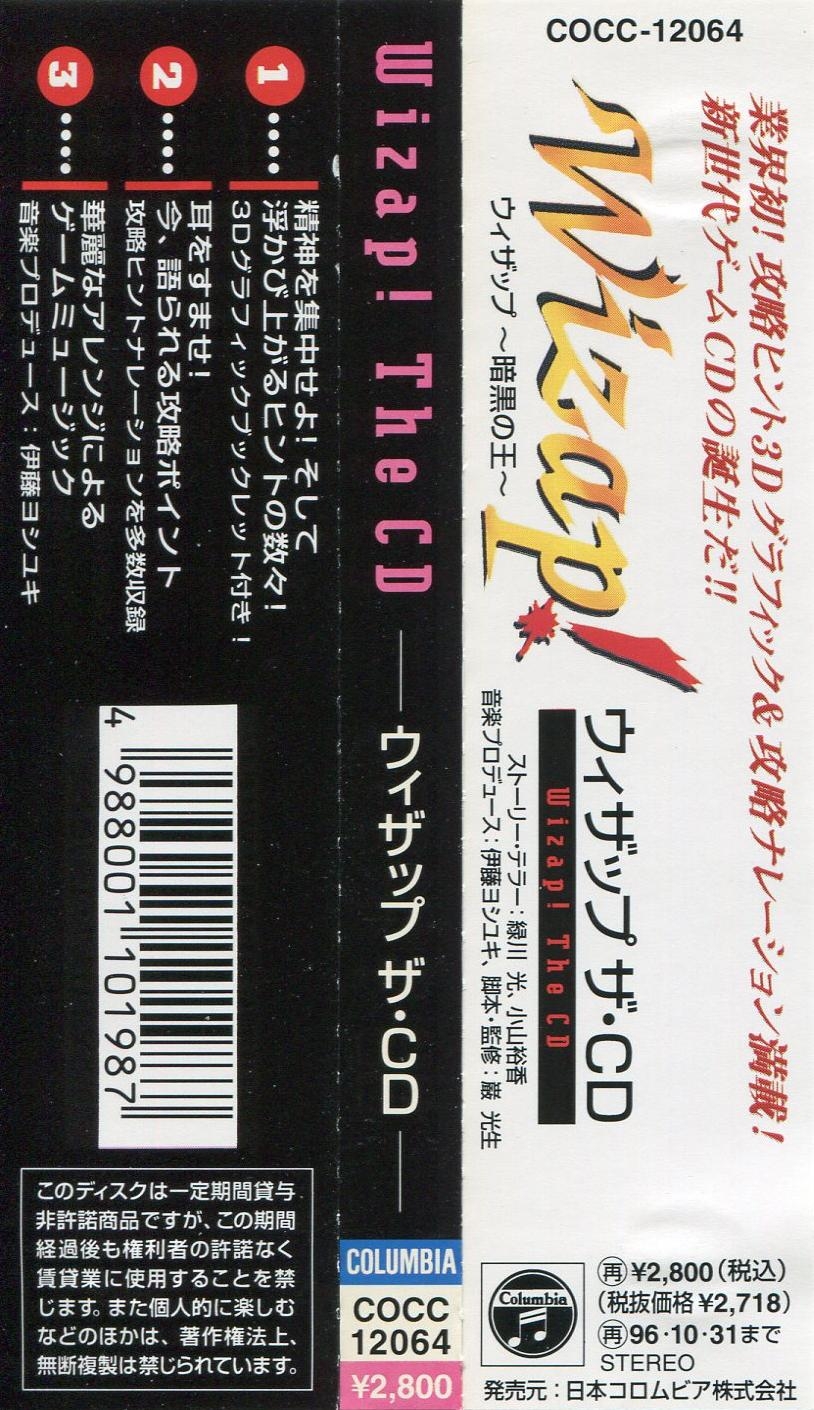 COCC-12064
業界初! 攻略ヒント3Dグラフィック&攻略ナレーション満載!
新世代ゲームCDの誕生だ!!
Wizap!
ウィザップ ～暗黒の王～
ウィザップ ザ・CD
Wizap! The CD
ストーリー・テラー：緑川 光、小山裕香
音楽プロデュース：伊藤ヨシユキ、脚本・監修：巌 光生
Columbia
再 ¥2,800（税込）
（税抜価格 ¥2,718）
再 96・10・31まで
STEREO
発売元：日本コロムビア株式会社
Wizap! The CD
ウィザップ ザ・CD
COLUMBIA
COCC
12064
¥2,800
1 ････
精神を集中せよ! そして
浮かび上がるヒントの数々!
3Dグラフィックブックレット付き!
2 ････
耳をすませ!
今、語られる攻略ポイント
攻略ヒントナレーションを多数収録
3 ････
華麗なアレンジによる
ゲームミュージック
音楽プロデュース：伊藤ヨシユキ
4 988001 101987
このディスクは一定期間貸与
非許諾商品ですが、この期間
経過後も権利者の許諾なく
賃貸業に使用することを禁
じます。また個人的に楽しむ
などのほかは、著作権法上、
無断複製は禁じられています。